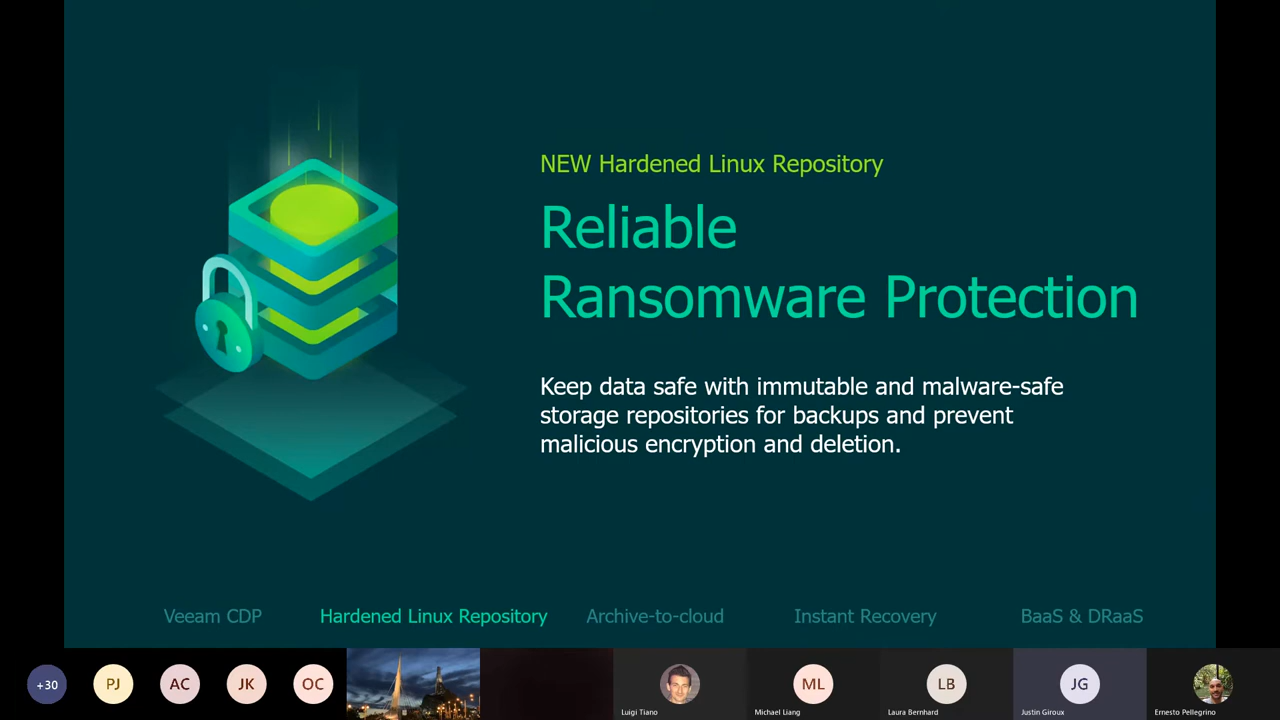 NEW Hardened Linux Repository
Reliable
Ransomware Protection
Keep data safe with immutable and malware-safe
storage repositories for backups and prevent
malicious encryption and deletion.
Veeam CDP
Hardened Linux Repository
Archive-to-cloud
Instant Recovery
BaaS & DRaaS
+30
PJ
AC
JK
OC
Luigi Tiano
ML
Michael Liang
LB
Laura Bernhard
JG
Justin Giroux
Ernesto Pellegrino